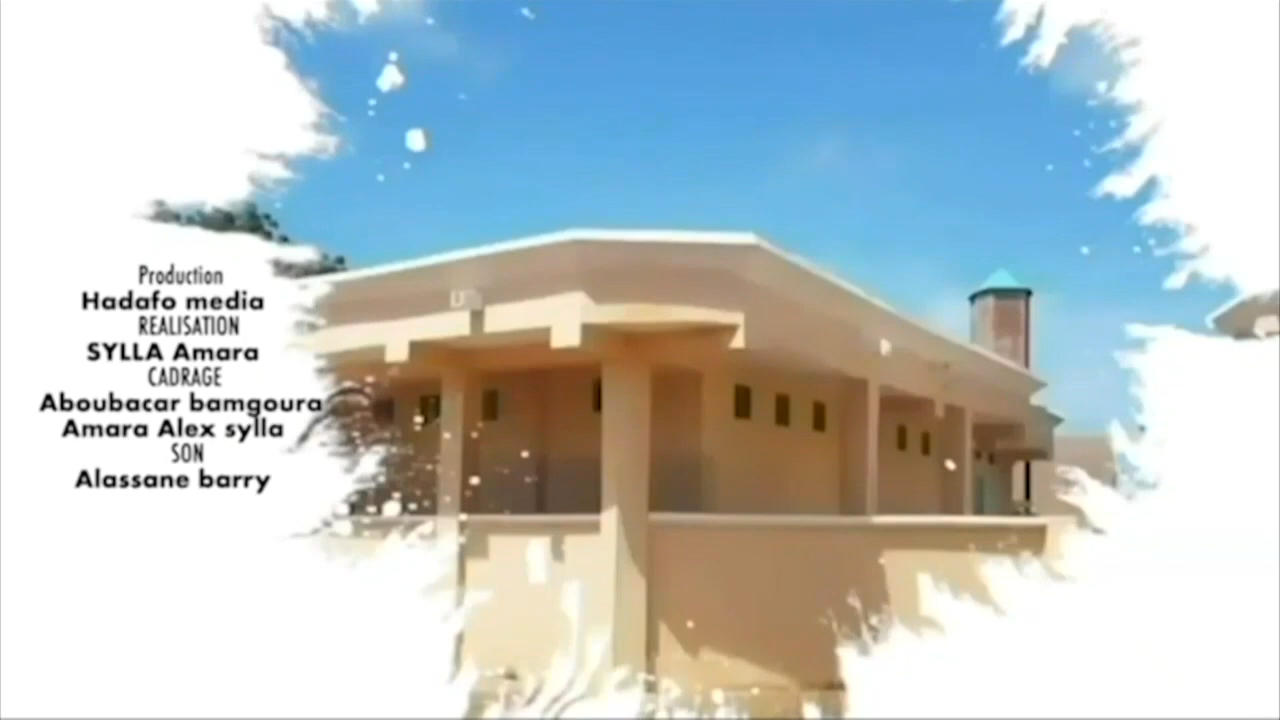 Production
Hadafo media
REALISATION
SYLLA Amara
CADRAGE
Aboubacar bamgoura
Amara Alex sylla
SON
Alassane barry